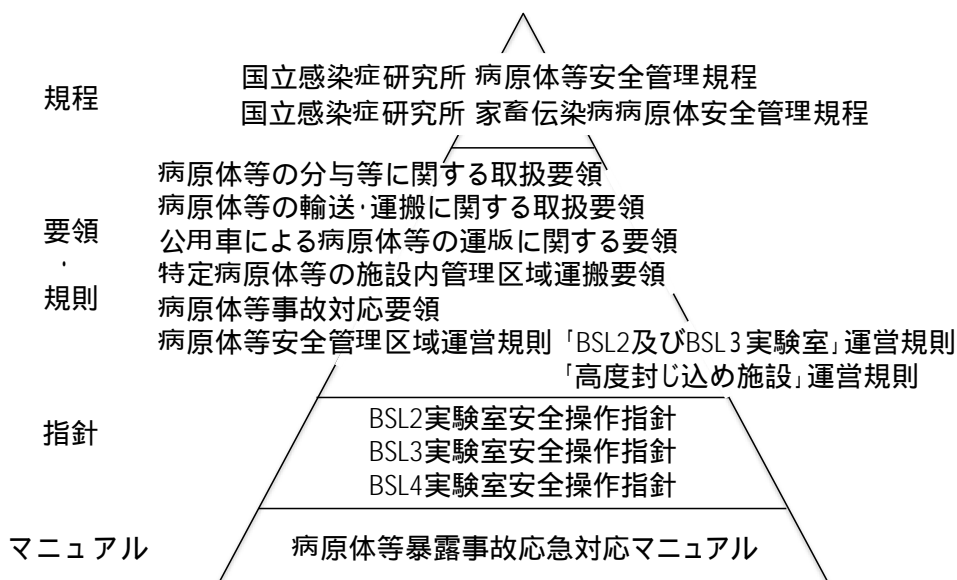 規程
国立感染症研究所 病原体等安全管理規程
国立感染症研究所 家畜伝染病病原体安全管理規程
要領
・
規則
病原体等の分与等に関する取扱要領
病原体等の輸送・運搬に関する取扱要領
公用車による病原体等の運版に関する要領
特定病原体等の施設内管理区域運搬要領
病原体等事故対応要領
病原体等安全管理区域運営規則「BSL2及びBSL3実験室」運営規則
「高度封じ込め施設」運営規則
指針
BSL2実験室安全操作指針
BSL3実験室安全操作指針
BSL4実験室安全操作指針
マニュアル
病原体等暴露事故応急対応マニュアル